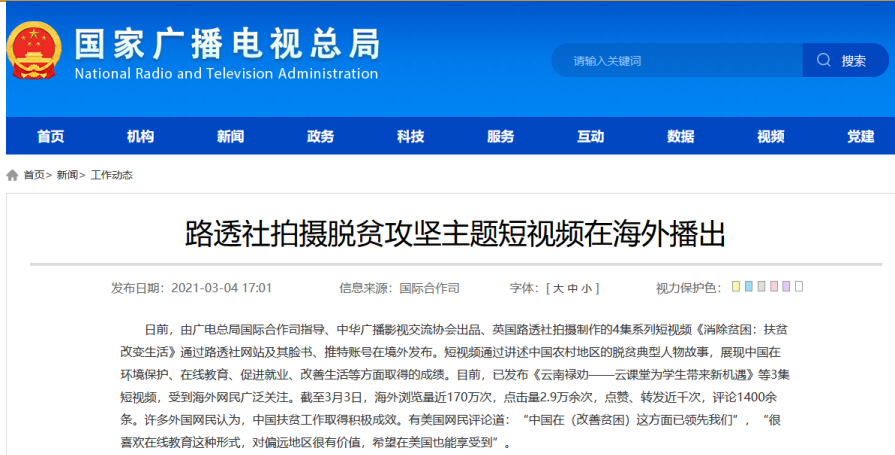 国家广播电视总局
National Radio and Television Administration
请输入关键词
搜索
首页 机构 新闻 政务 科技 服务 互动 数据 视频 党建
首页> 新闻> 工作动态
路透社拍摄脱贫攻坚主题短视频在海外播出
发布日期：2021-03-04 17:01 信息来源：国际合作司 字体：[ 大 中 小 ] 视力保护色：
日前，由广电总局国际合作司指导、中华广播影视交流协会出品、英国路透社拍摄制作的4集系列短视频《消除贫困：扶贫
改变生活》通过路透社网站及其脸书、推特账号在境外发布。短视频通过讲述中国农村地区的脱贫典型人物故事，展现中国在
环境保护、在线教育、促进就业、改善生活等方面取得的成绩。目前，已发布《云南禄劝——云课堂为学生带来新机遇》等3集
短视频，受到海外网民广泛关注。截至3月3日，海外浏览量近170万次，点击量2.9万余次，点赞、转发近千次，评论1400余
条。许多外国网民认为，中国扶贫工作取得积极成效。有美国网民评论道：“中国在（改善贫困）这方面已领先我们”，“很
喜欢在线教育这种形式，对偏远地区很有价值，希望在美国也能享受到”。